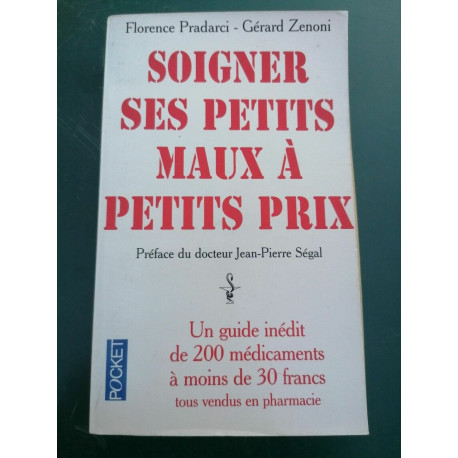 Florence Pradarci - Gérard Zenoni
SOIGNER
SES PETITS
MAUX À
PETITS PRIX
Préface du docteur Jean-Pierre Ségal
Un guide inédit
de 200 médicaments
à moins de 30 francs
tous vendus en pharmacie
POCKET